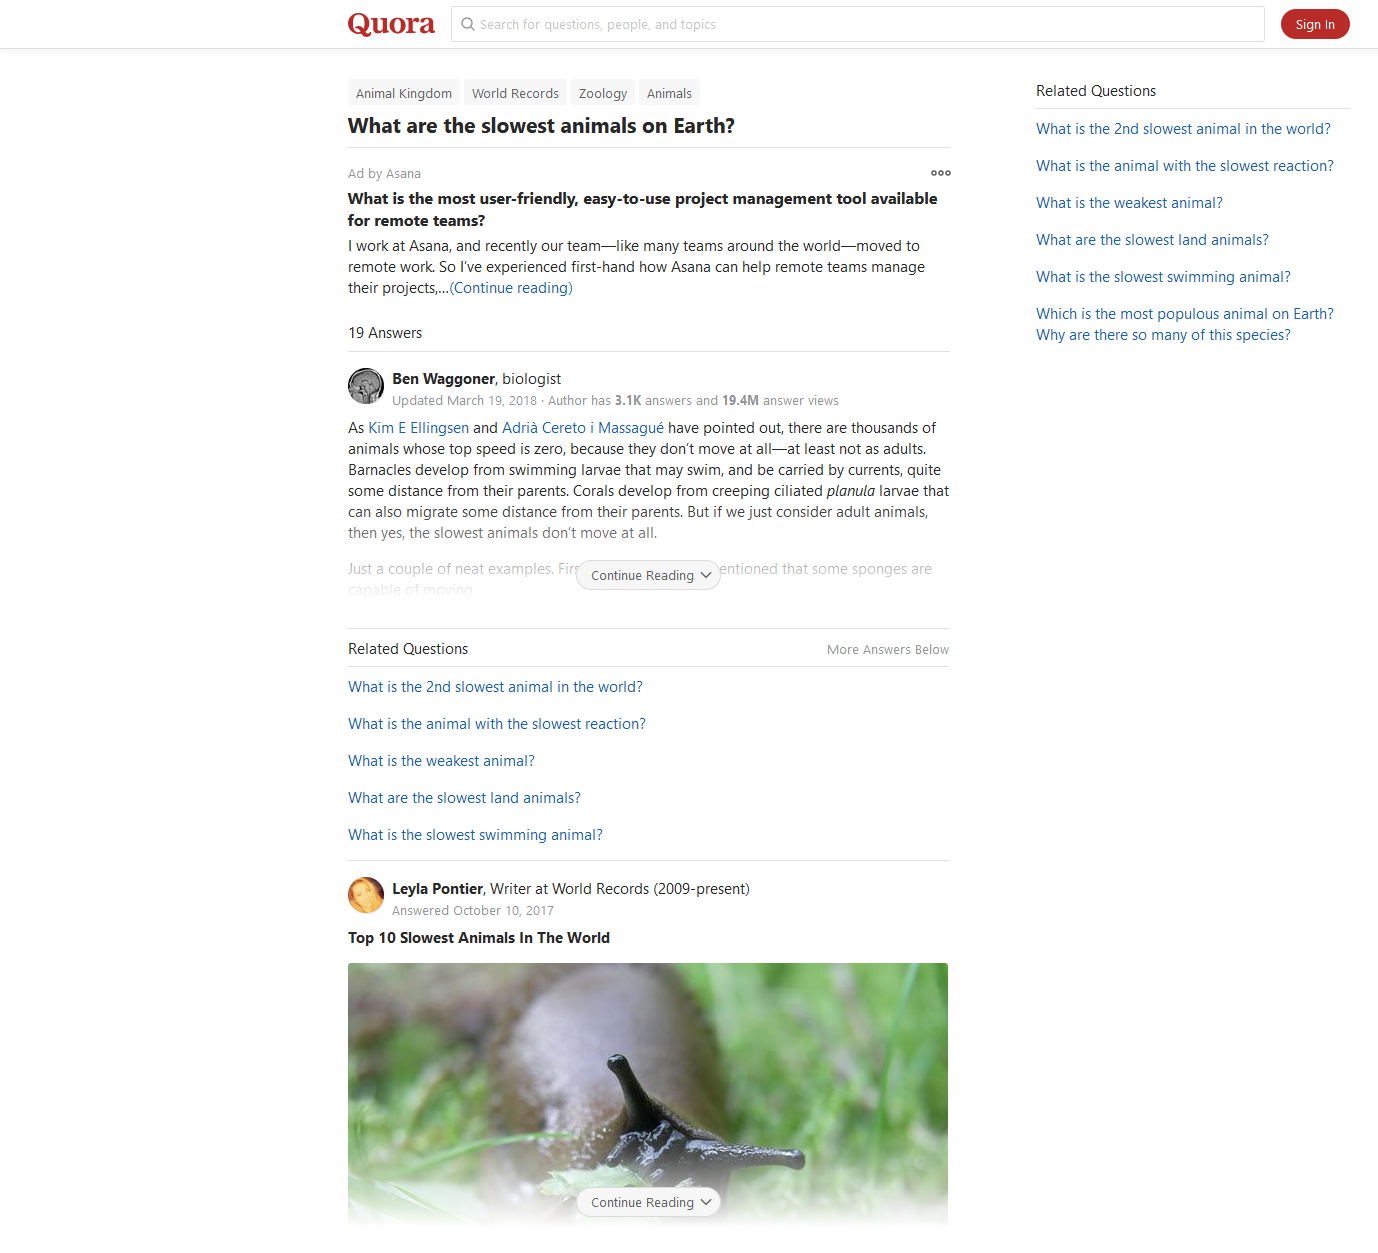 Quora
Search for questions, people, and topics
Sign In
Animal Kingdom
World Records
Zoology
Animals
What are the slowest animals on Earth?
Ad by Asana
What is the most user-friendly, easy-to-use project management tool available
for remote teams?
I work at Asana, and recently our team—like many teams around the world—moved to
remote work. So I've experienced first-hand how Asana can help remote teams manage
their projects,...(Continue reading)
19 Answers
Ben Waggoner, biologist
Updated March 19, 2018 · Author has 3.1K answers and 19.4M answer views
As Kim E Ellingsen and Adrià Cereto i Massagué have pointed out, there are thousands of
animals whose top speed is zero, because they don't move at all—at least not as adults.
Barnacles develop from swimming larvae that may swim, and be carried by currents, quite
some distance from their parents. Corals develop from creeping ciliated planula larvae that
can also migrate some distance from their parents. But if we just consider adult animals,
then yes, the slowest animals don't move at all.
Just a couple of neat examples. entioned that some sponges are
capable of moving
Continue Reading
Related Questions
More Answers Below
What is the 2nd slowest animal in the world?
What is the animal with the slowest reaction?
What is the weakest animal?
What are the slowest land animals?
What is the slowest swimming animal?
Leyla Pontier, Writer at World Records (2009-present)
Answered October 10, 2017
Top 10 Slowest Animals In The World
Continue Reading
Related Questions
What is the 2nd slowest animal in the world?
What is the animal with the slowest reaction?
What is the weakest animal?
What are the slowest land animals?
What is the slowest swimming animal?
Which is the most populous animal on Earth?
Why are there so many of this species?